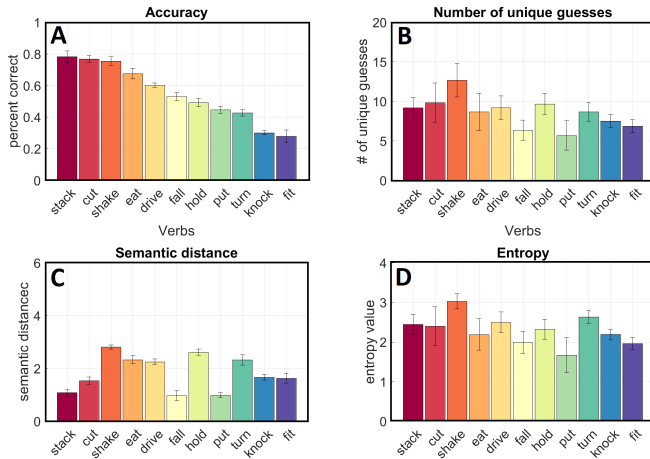 Accuracy
A
percent correct
1
0.8
0.6
0.4
0.2
0
stack cut shake eat drive fall hold put turn knock fit
Verbs
Number of unique guesses
B
# of unique guesses
20
15
10
5
0
stack cut shake eat drive fall hold put turn knock fit
Verbs
Semantic distance
C
semantic distancec
6
4
2
0
stack cut shake eat drive fall hold put turn knock fit
Entropy
D
entropy value
4
3
2
1
0
stack cut shake eat drive fall hold put turn knock fit